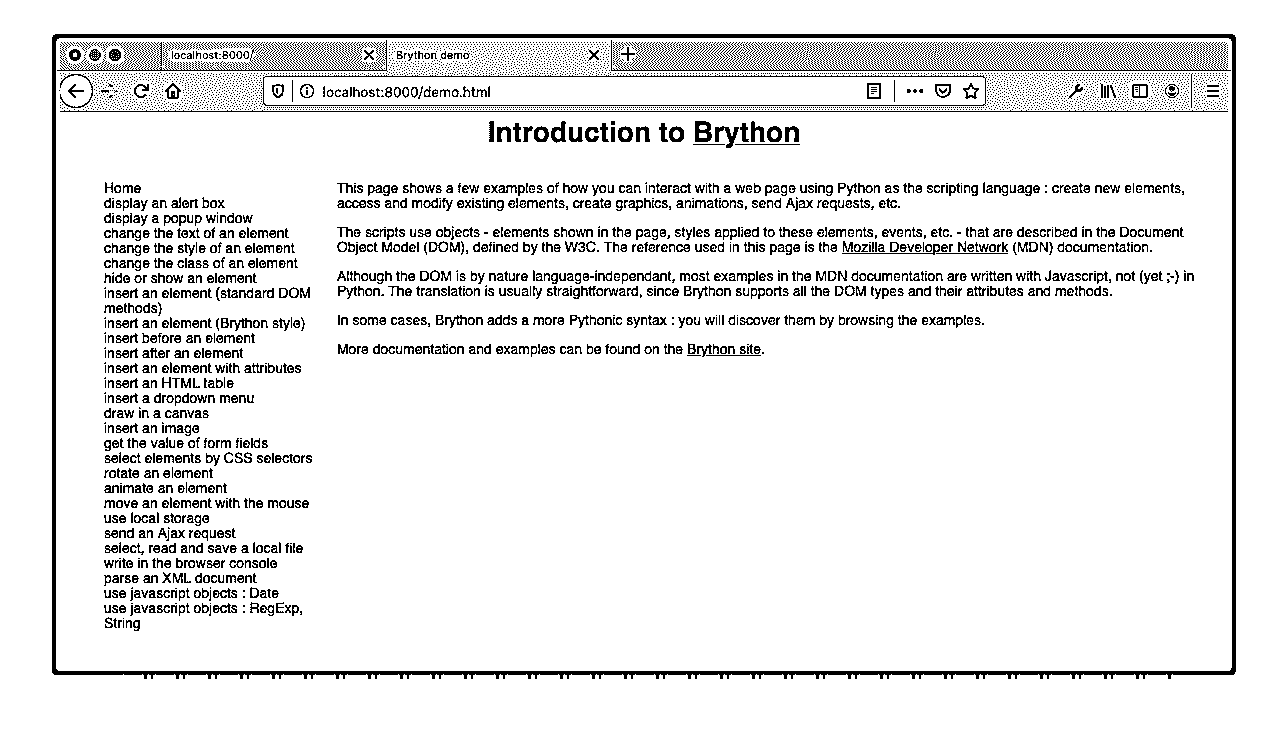 localhost:8000/
Brython demo
localhost:8000/demo.html
Introduction to Brython
Home
display an alert box
display a popup window
change the text of an element
change the style of an element
change the class of an element
hide or show an element
insert an element (standard DOM
methods)
insert an element (Brython style)
insert before an element
insert after an element
insert an element with attributes
insert an HTML table
insert a dropdown menu
draw in a canvas
insert an image
get the value of form fields
select elements by CSS selectors
rotate an element
animate an element
move an element with the mouse
use local storage
send an Ajax request
select, read and save a local file
write in the browser console
parse an XML document
use javascript objects : Date
use javascript objects : RegExp,
String
This page shows a few examples of how you can interact with a web page using Python as the scripting language : create new elements,
access and modify existing elements, create graphics, animations, send Ajax requests, etc.
The scripts use objects - elements shown in the page, styles applied to these elements, events, etc. - that are described in the Document
Object Model (DOM), defined by the W3C. The reference used in this page is the Mozilla Developer Network (MDN) documentation.
Although the DOM is by nature language-independant, most examples in the MDN documentation are written with Javascript, not (yet ;-) in
Python. The translation is usually straightforward, since Brython supports all the DOM types and their attributes and methods.
In some cases, Brython adds a more Pythonic syntax : you will discover them by browsing the examples.
More documentation and examples can be found on the Brython site.